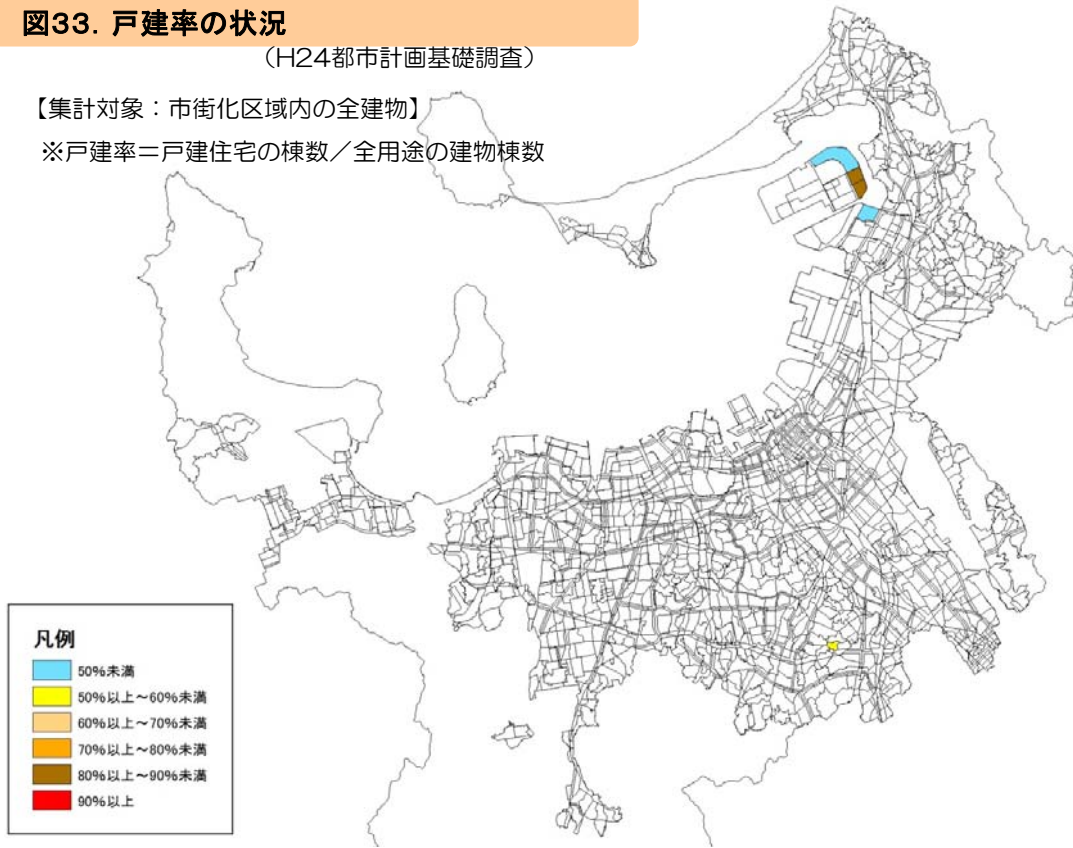 図33. 戸建率の状況
（H24都市計画基礎調査）
【集計対象：市街化区域内の全建物】
※戸建率＝戸建住宅の棟数／全用途の建物棟数
凡例
50%未満
50%以上～60%未満
60%以上～70%未満
70%以上～80%未満
80%以上～90%未満
90%以上